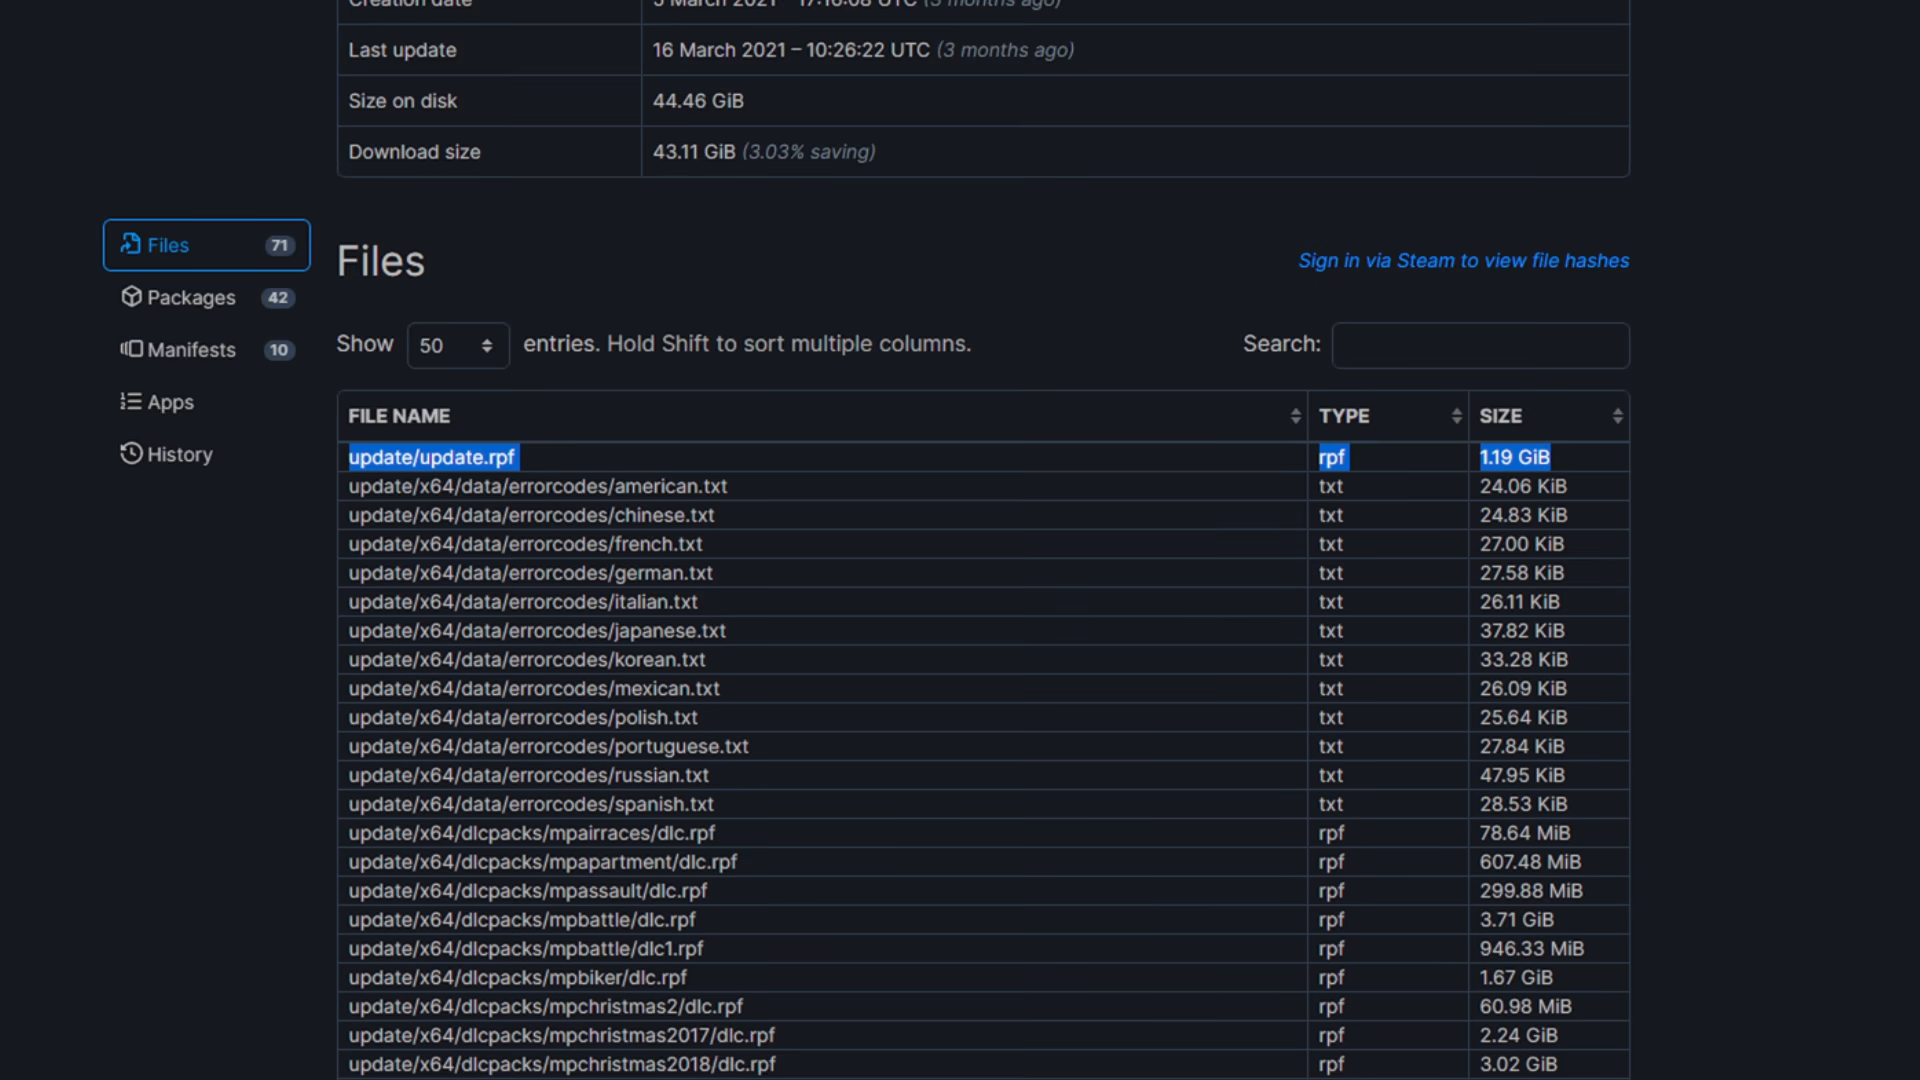 Creation date 5 March 2021 – 17:16:08 UTC (3 months ago)
Last update 16 March 2021 – 10:26:22 UTC (3 months ago)
Size on disk 44.46 GiB
Download size 43.11 GiB (3.03% saving)
Files 71
Packages 42
Manifests 10
Apps
History
Files
Sign in via Steam to view file hashes
Show 50 entries. Hold Shift to sort multiple columns.
Search:
FILE NAME TYPE SIZE
update/update.rpf rpf 1.19 GiB
update/x64/data/errorcodes/american.txt txt 24.06 KiB
update/x64/data/errorcodes/chinese.txt txt 24.83 KiB
update/x64/data/errorcodes/french.txt txt 27.00 KiB
update/x64/data/errorcodes/german.txt txt 27.58 KiB
update/x64/data/errorcodes/italian.txt txt 26.11 KiB
update/x64/data/errorcodes/japanese.txt txt 37.82 KiB
update/x64/data/errorcodes/korean.txt txt 33.28 KiB
update/x64/data/errorcodes/mexican.txt txt 26.09 KiB
update/x64/data/errorcodes/polish.txt txt 25.64 KiB
update/x64/data/errorcodes/portuguese.txt txt 27.84 KiB
update/x64/data/errorcodes/russian.txt txt 47.95 KiB
update/x64/data/errorcodes/spanish.txt txt 28.53 KiB
update/x64/dlcpacks/mpairraces/dlc.rpf rpf 78.64 MiB
update/x64/dlcpacks/mpapartment/dlc.rpf rpf 607.48 MiB
update/x64/dlcpacks/mpassault/dlc.rpf rpf 299.88 MiB
update/x64/dlcpacks/mpbattle/dlc.rpf rpf 3.71 GiB
update/x64/dlcpacks/mpbattle/dlc1.rpf rpf 946.33 MiB
update/x64/dlcpacks/mpbiker/dlc.rpf rpf 1.67 GiB
update/x64/dlcpacks/mpchristmas2/dlc.rpf rpf 60.98 MiB
update/x64/dlcpacks/mpchristmas2017/dlc.rpf rpf 2.24 GiB
update/x64/dlcpacks/mpchristmas2018/dlc.rpf rpf 3.02 GiB